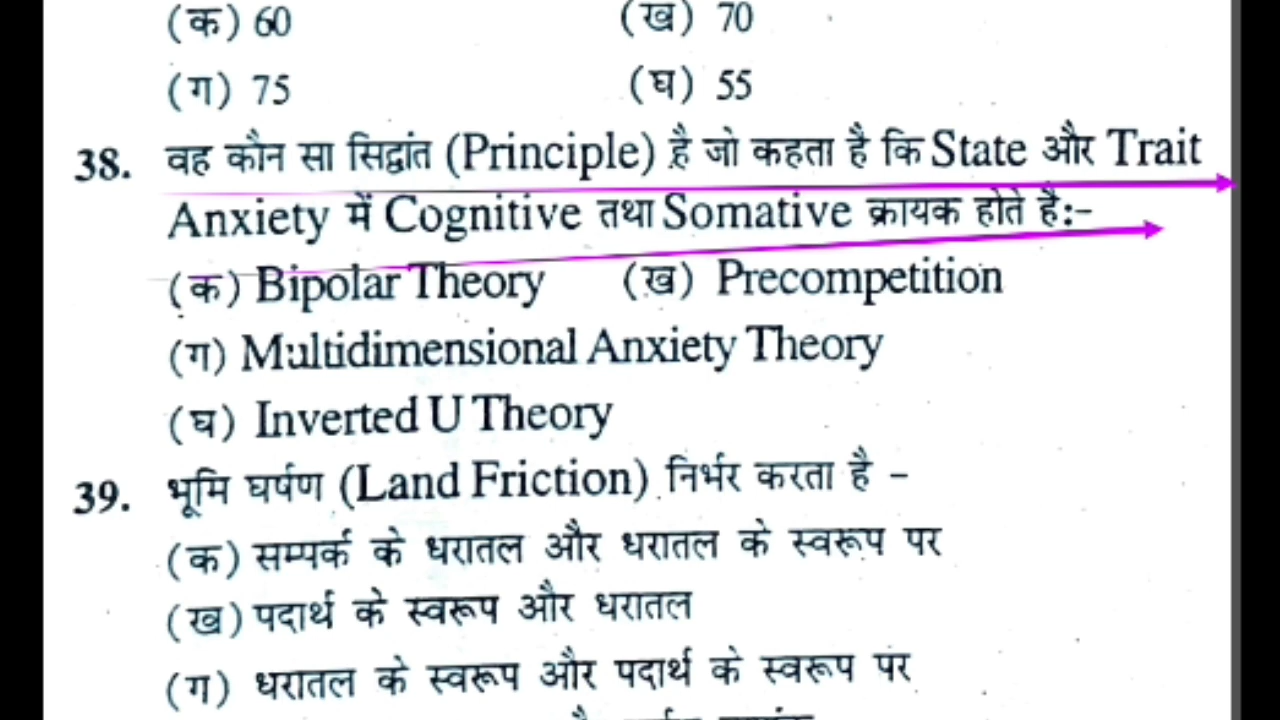 (क) 60 (ख) 70
(ग) 75 (घ) 55
38. वह कौन सा सिद्धांत (Principle) है जो कहता है कि State और Trait
Anxiety में Cognitive तथा Somative क्रायक होते है:-
(क) Bipolar Theory (ख) Precompetition
(ग) Multidimensional Anxiety Theory
(घ) Inverted U Theory
39. भूमि घर्षण (Land Friction) निर्भर करता है -
(क) सम्पर्क के धरातल और धरातल के स्वरूप पर
(ख) पदार्थ के स्वरूप और धरातल
(ग) धरातल के स्वरूप और पदार्थ के स्वरूप पर